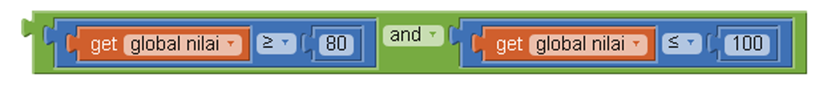 get global nilai ≥ 80 and get global nilai ≤ 100